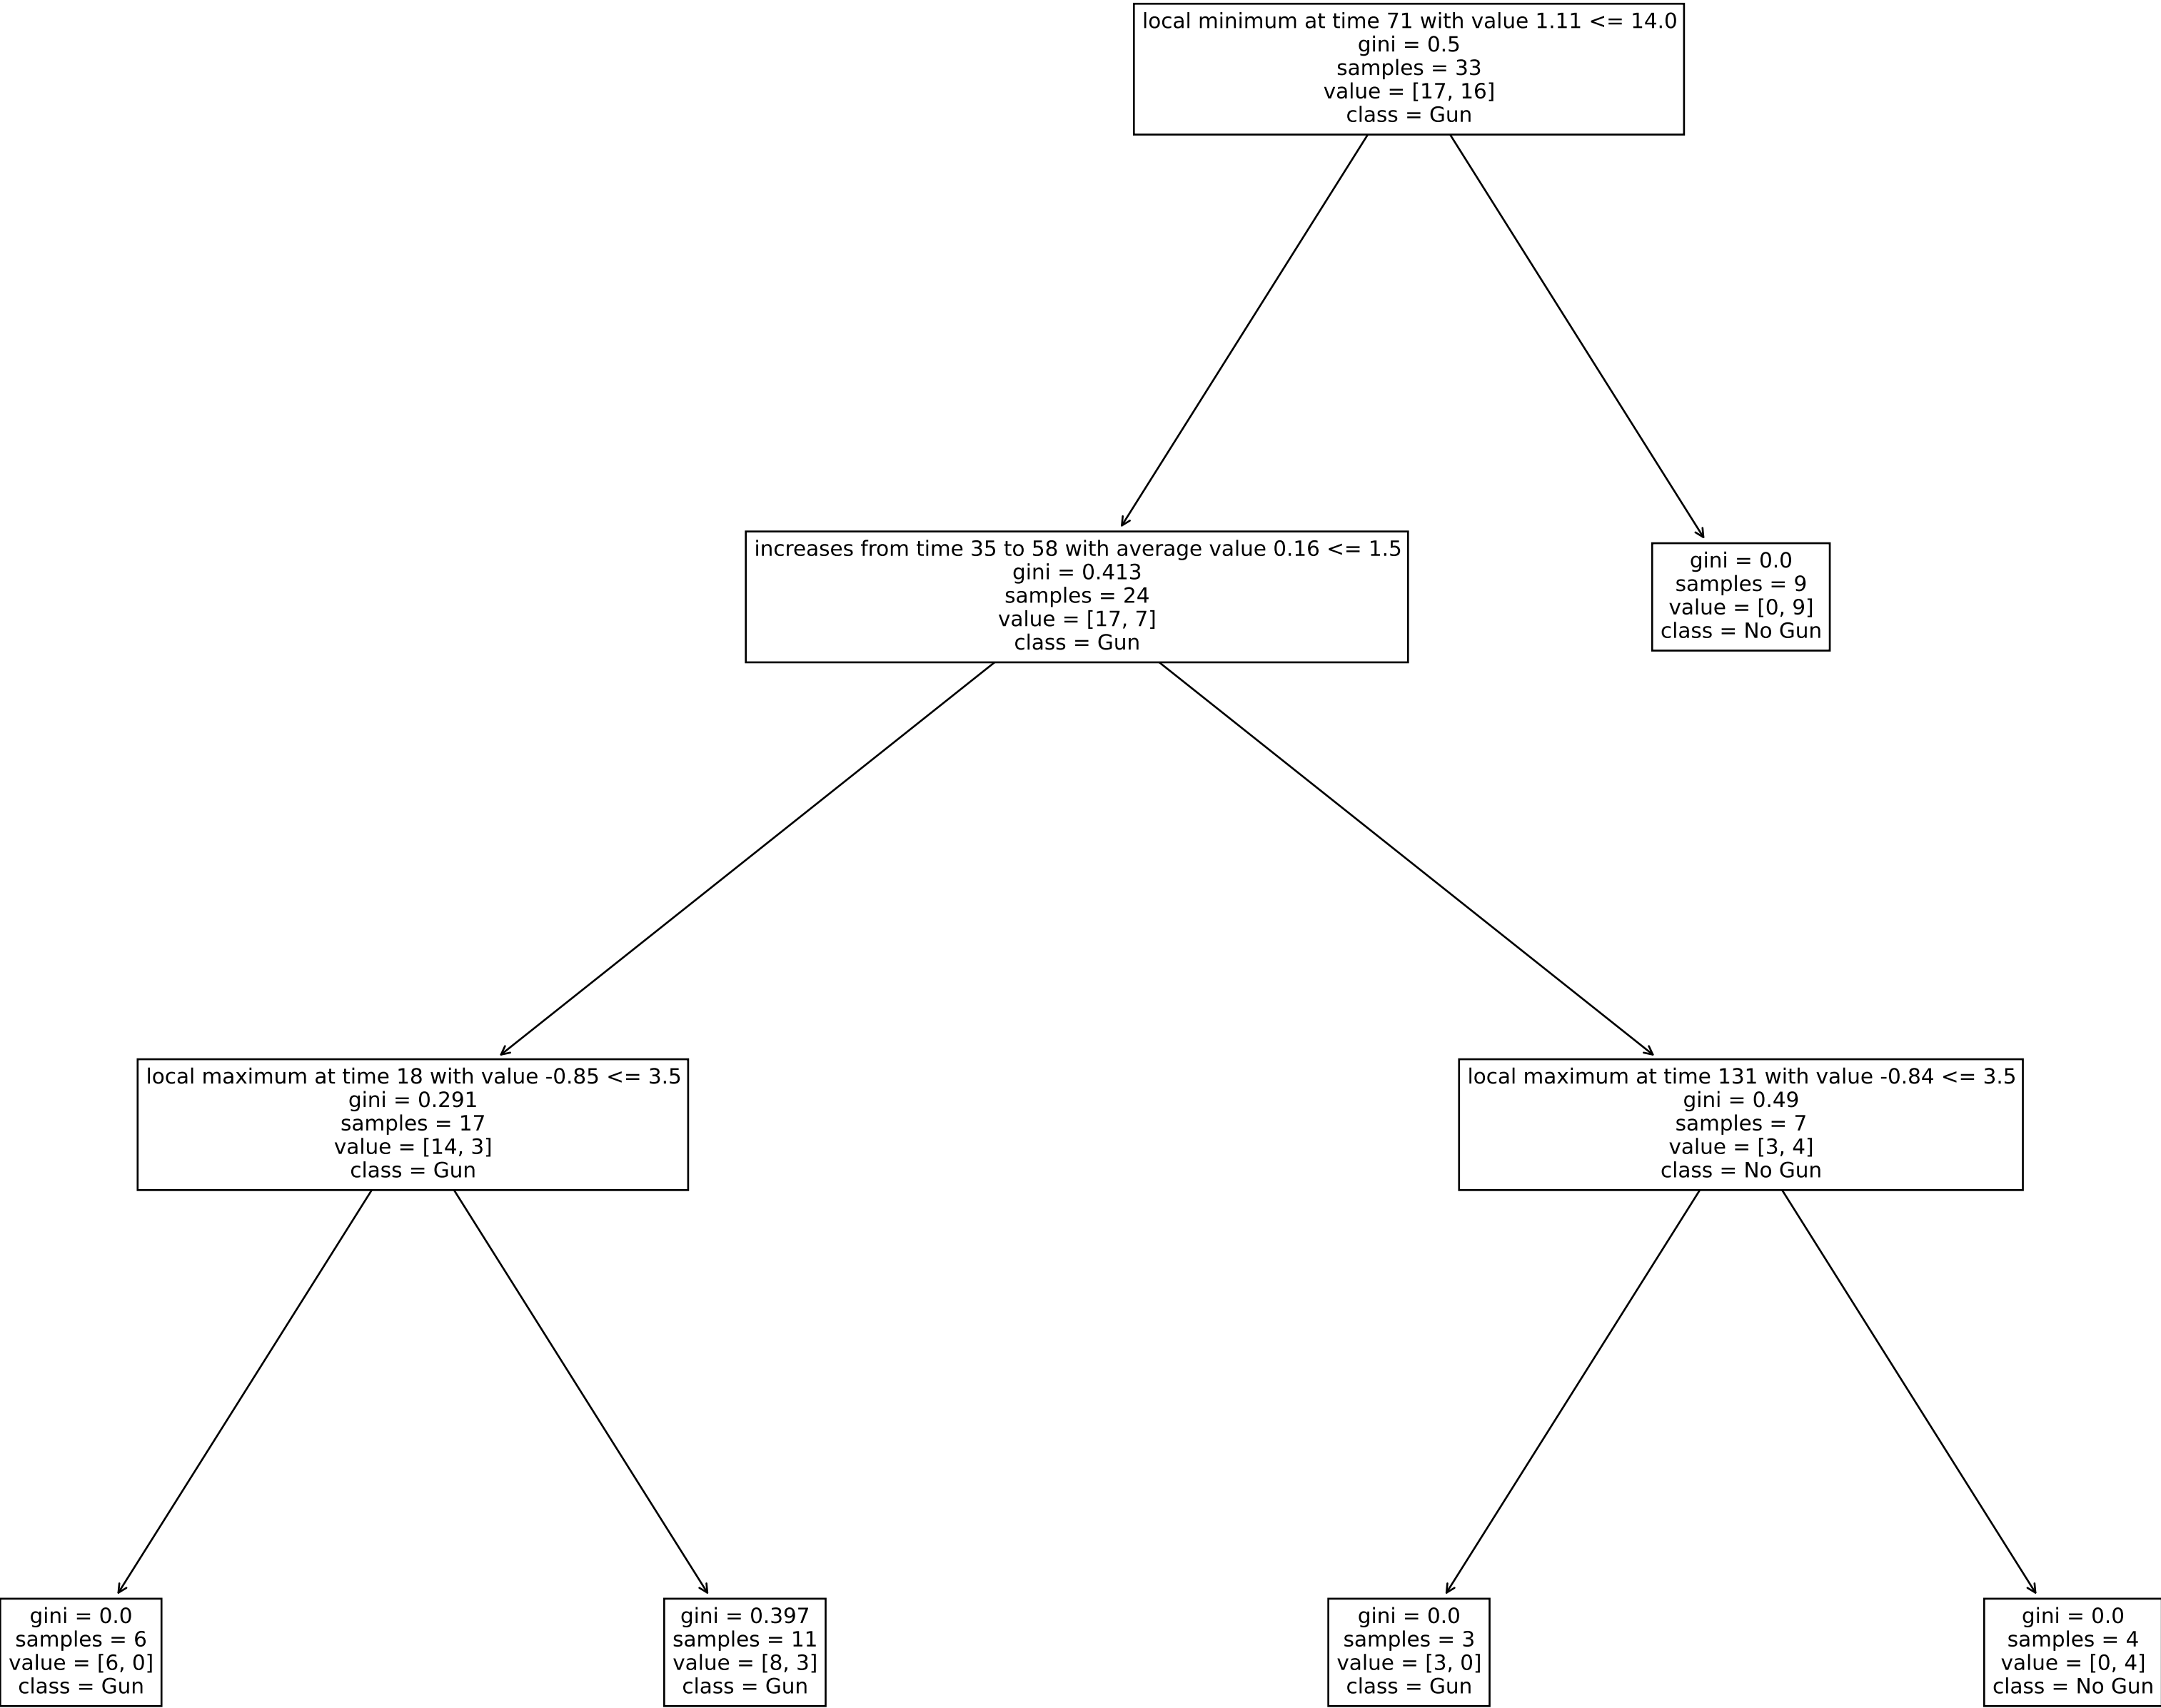 local minimum at time 71 with value 1.11 <= 14.0
gini = 0.5
samples = 33
value = [17, 16]
class = Gun
increases from time 35 to 58 with average value 0.16 <= 1.5
gini = 0.413
samples = 24
value = [17, 7]
class = Gun
gini = 0.0
samples = 9
value = [0, 9]
class = No Gun
local maximum at time 18 with value -0.85 <= 3.5
gini = 0.291
samples = 17
value = [14, 3]
class = Gun
local maximum at time 131 with value -0.84 <= 3.5
gini = 0.49
samples = 7
value = [3, 4]
class = No Gun
gini = 0.0
samples = 6
value = [6, 0]
class = Gun
gini = 0.397
samples = 11
value = [8, 3]
class = Gun
gini = 0.0
samples = 3
value = [3, 0]
class = Gun
gini = 0.0
samples = 4
value = [0, 4]
class = No Gun